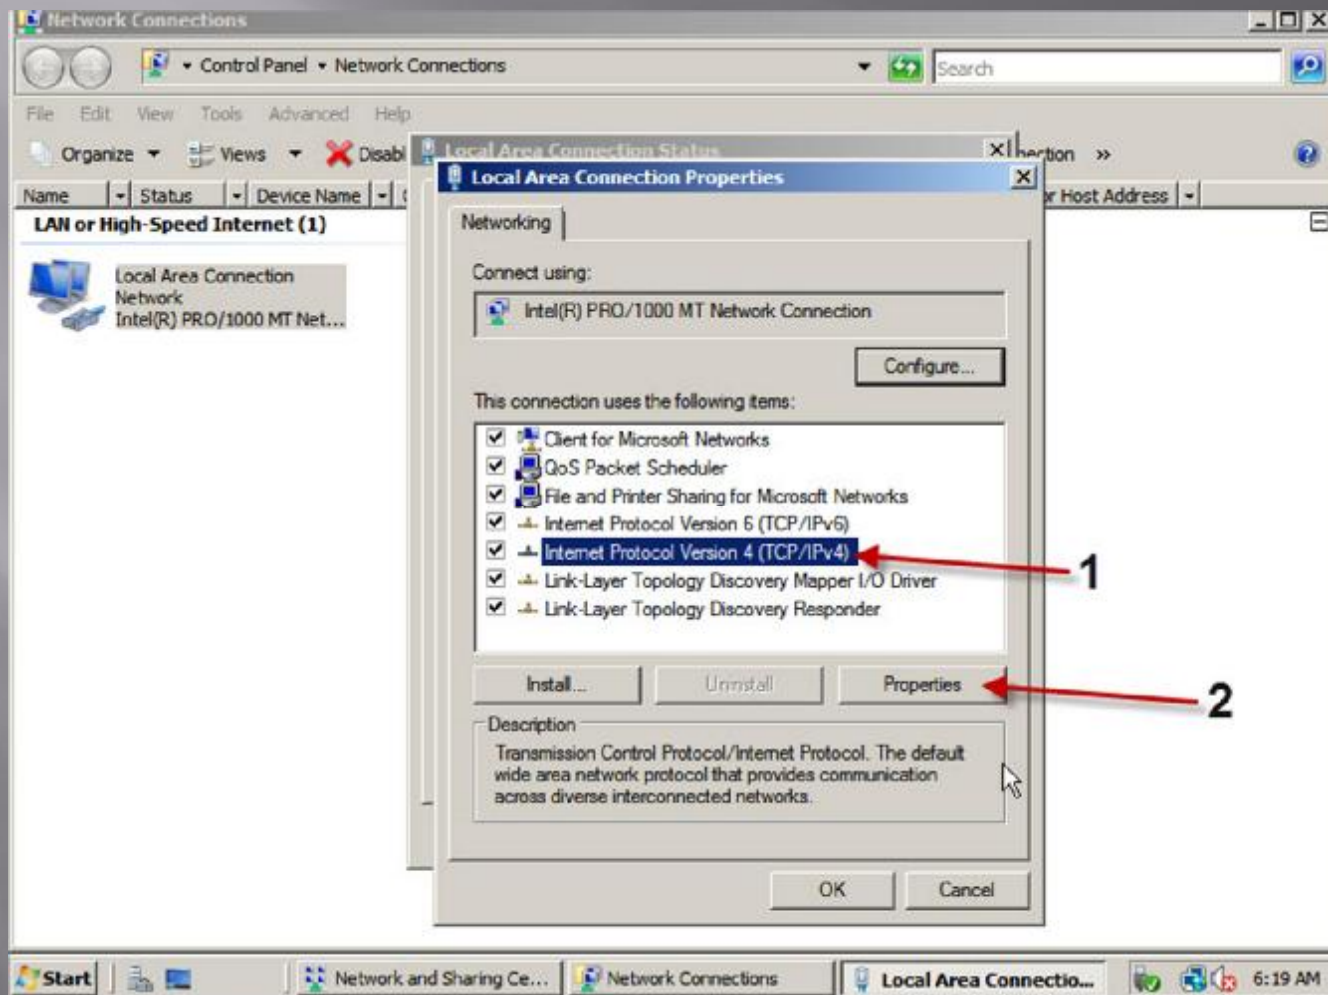 Network Connections
Control Panel Network Connections
Search
File Edit View Tools Advanced Help
Organize Views Disabl
Local Area Connection Status
nection »
Name Status Device Name
r Host Address
LAN or High-Speed Internet (1)
Local Area Connection
Network
Intel(R) PRO/1000 MT Net...
Local Area Connection Properties
Networking
Connect using:
Intel(R) PRO/1000 MT Network Connection
Configure...
This connection uses the following items:
Client for Microsoft Networks
QoS Packet Scheduler
File and Printer Sharing for Microsoft Networks
Internet Protocol Version 6 (TCP/IPv6)
Internet Protocol Version 4 (TCP/IPv4)
1
Link-Layer Topology Discovery Mapper I/O Driver
Link-Layer Topology Discovery Responder
Install... Uninstall Properties
2
Description
Transmission Control Protocol/Internet Protocol. The default
wide area network protocol that provides communication
across diverse interconnected networks.
OK Cancel
Start Network and Sharing Ce... Network Connections Local Area Connectio... 6:19 AM